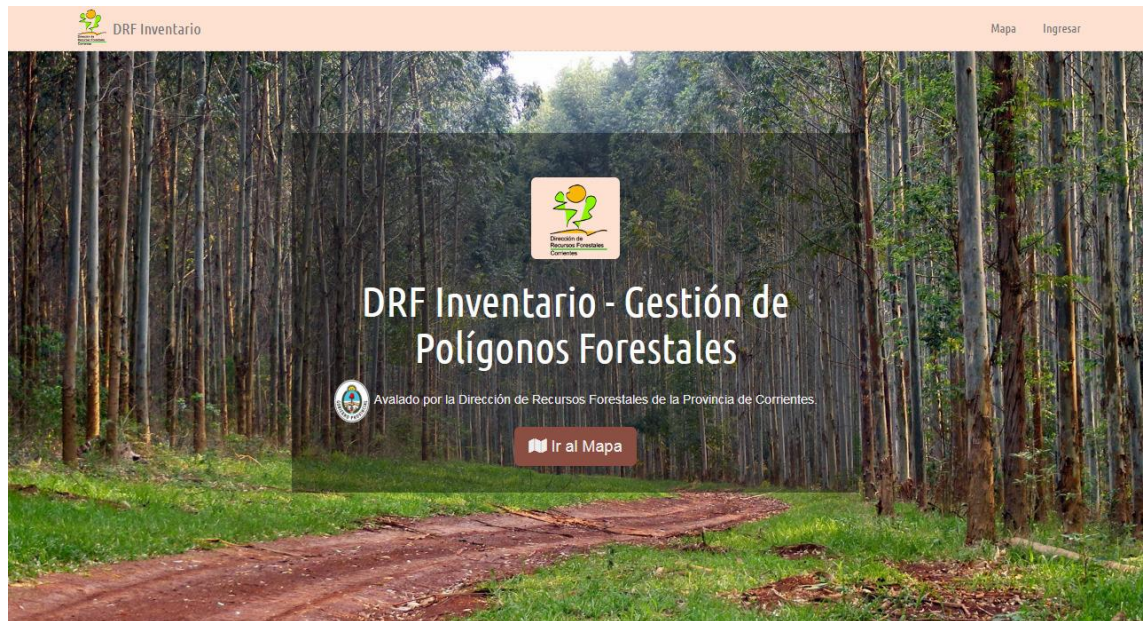 DRF Inventario
Mapa
Ingresar
Dirección de
Recursos Forestales
Corrientes
DRF Inventario - Gestión de
Polígonos Forestales
Avalado por la Dirección de Recursos Forestales de la Provincia de Corrientes.
Ir al Mapa